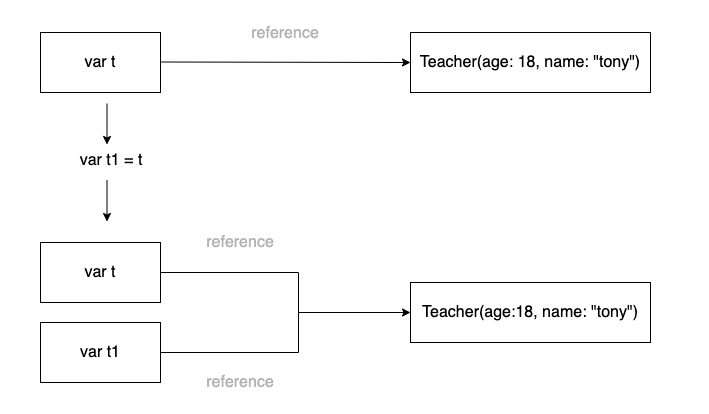 reference
var t
Teacher(age: 18, name: "tony")
var t1 = t
reference
var t
Teacher(age:18, name: "tony")
var t1
reference